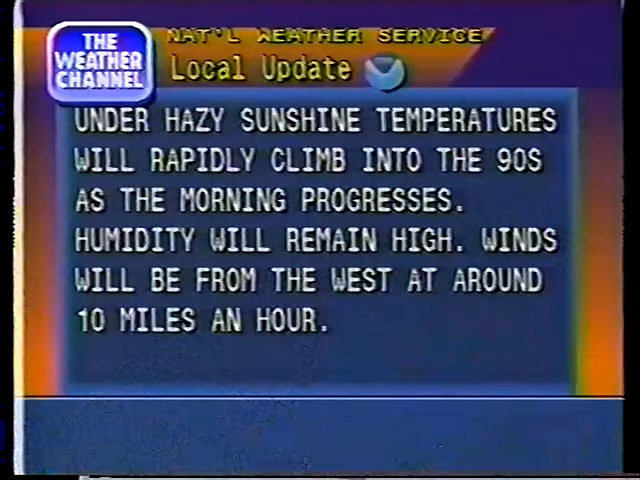 THE
WEATHER
CHANNEL
NAT'L WEATHER SERVICE
Local Update
UNDER HAZY SUNSHINE TEMPERATURES
WILL RAPIDLY CLIMB INTO THE 90S
AS THE MORNING PROGRESSES.
HUMIDITY WILL REMAIN HIGH. WINDS
WILL BE FROM THE WEST AT AROUND
10 MILES AN HOUR.